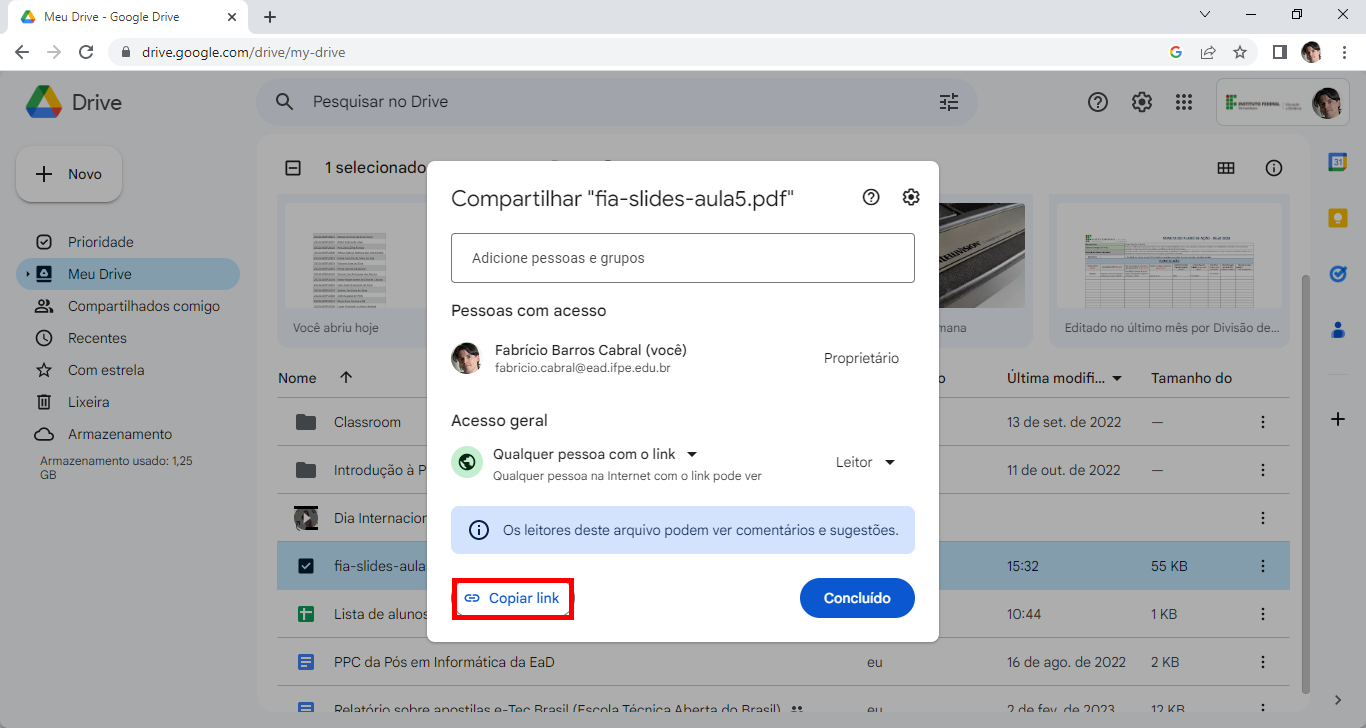 Meu Drive - Google Drive
drive.google.com/drive/my-drive
Drive
Pesquisar no Drive
INSTITUTO FEDERAL
Novo
1 selecionado
31
Compartilhar "fia-slides-aula5.pdf"
Adicione pessoas e grupos
Prioridade
Meu Drive
Compartilhados comigo
Recentes
Com estrela
Lixeira
Armazenamento
Armazenamento usado: 1,25
GB
Você abriu hoje
mana
Editado no último mês por Divisão de...
Pessoas com acesso
Fabrício Barros Cabral (você)
fabricio.cabral@ead.ifpe.edu.br
Proprietário
Nome
o
Última modifi...
Tamanho do
Acesso geral
Qualquer pessoa com o link
Qualquer pessoa na Internet com o link pode ver
Leitor
Os leitores deste arquivo podem ver comentários e sugestões.
Copiar link
Concluído
Classroom
13 de set. de 2022
—
Introdução à P
11 de out. de 2022
—
Dia Internacion
fia-slides-aula
15:32
55 KB
Lista de alunos
10:44
1 KB
PPC da Pós em Informática da EaD
eu
16 de ago. de 2022
2 KB
Relatório sobre apostilas e-Tec Brasil (Escola Técnica Aberta do Brasil)
eu
2 de fev. de 2023
12 KB